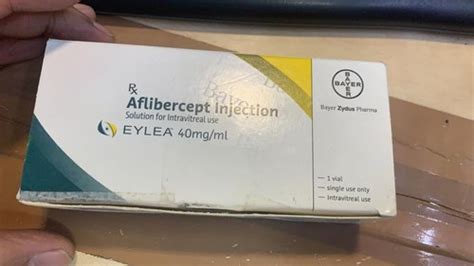 Rx
Aflibercept Injection
Solution for Intravitreal use
EYLEA 40mg/ml
BAYER
BAYER
Bayer Zydus Pharma
— 1 vial
— single use only
— Intravitreal use